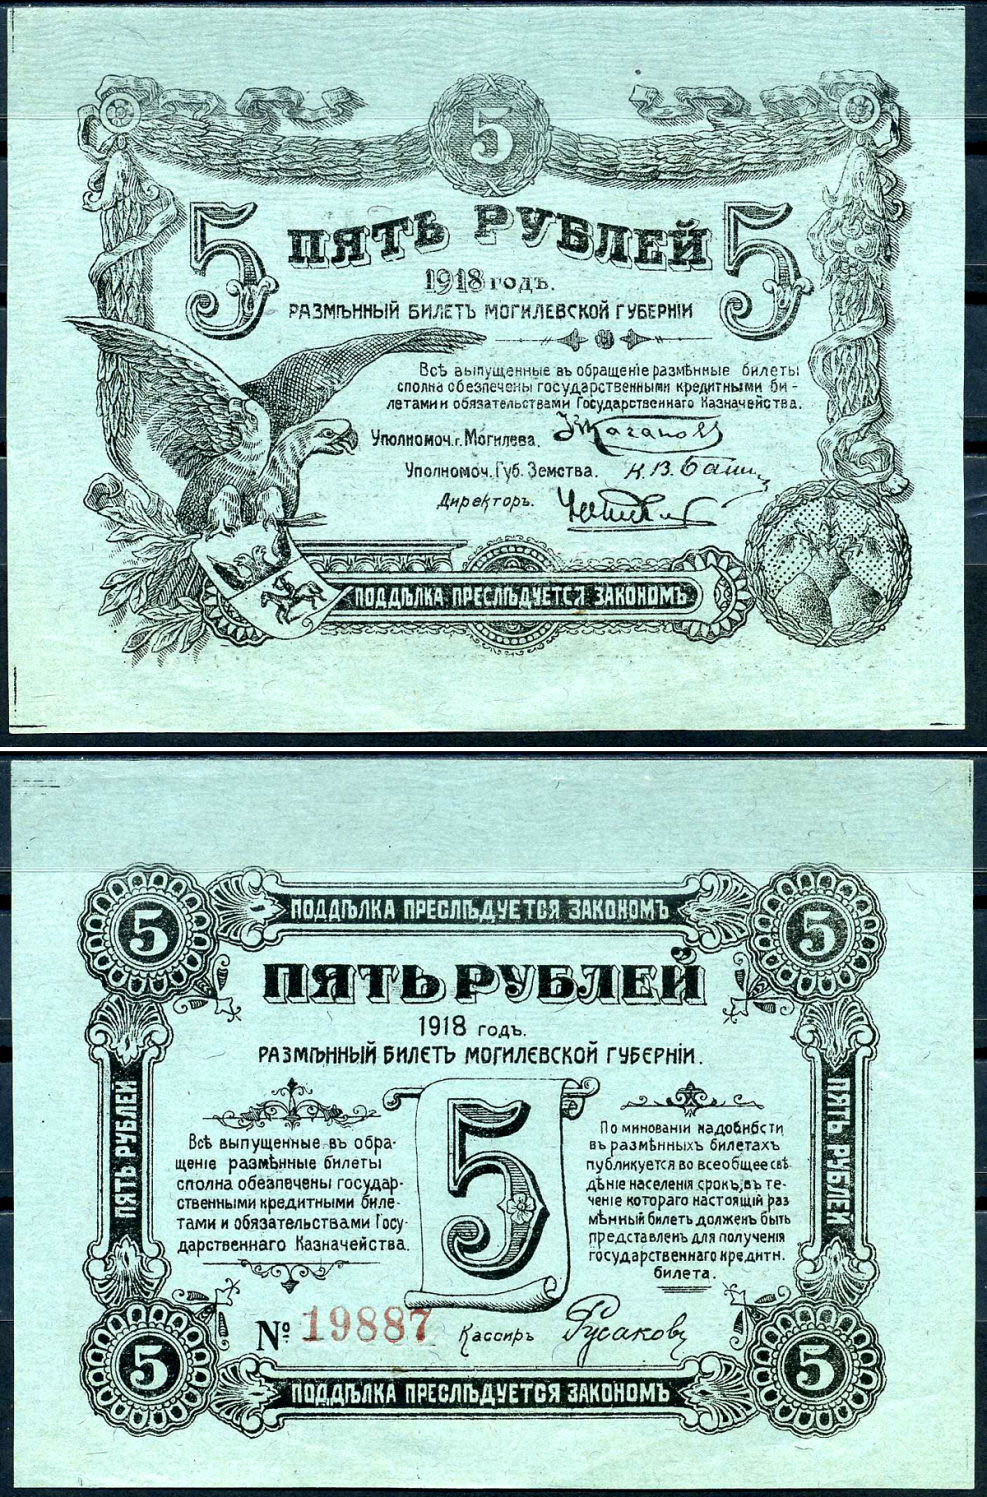 5
5 ПЯТЬ РУБЛЕЙ 5
1918 годъ.
РАЗМѢННЫЙ БИЛЕТЪ МОГИЛЕВСКОЙ ГУБЕРНІИ
Всѣ выпущенные въ обращеніе размѣнные билеты
сполна обезпечены государственными кредитными би-
летами и обязательствами Государственнаго Казначейства.
Уполномоч. г. Могилева.
Уполномоч. Губ. Земства.
Директоръ.
ПОДДѢЛКА ПРЕСЛѢДУЕТСЯ ЗАКОНОМЪ
5 ПОДДѢЛКА ПРЕСЛѢДУЕТСЯ ЗАКОНОМЪ 5
ПЯТЬ РУБЛЕЙ
1918 годъ.
РАЗМѢННЫЙ БИЛЕТЪ МОГИЛЕВСКОЙ ГУБЕРНІИ.
ПЯТЬ РУБЛЕЙ
Всѣ выпущенные въ обра-
щеніе размѣнные билеты
сполна обезпечены государ-
ственными кредитными биле-
тами и обязательствами Госу-
дарственнаго Казначейства.
5
По миновани надобнбсти
въ размѣнныхъ билетахъ
публикуется во всеобщее свѣ
дѣніе населенія срокъ, въ те-
ченіе котораго настоящій раз
мѣнный билет долженъ быть
представленъ для полученія
государственнаго кредитн.
билета.
ПЯТЬ РУБЛЕЙ
№ 19887 Кассиръ Русаковъ
5 ПОДДѢЛКА ПРЕСЛѢДУЕТСЯ ЗАКОНОМЪ 5